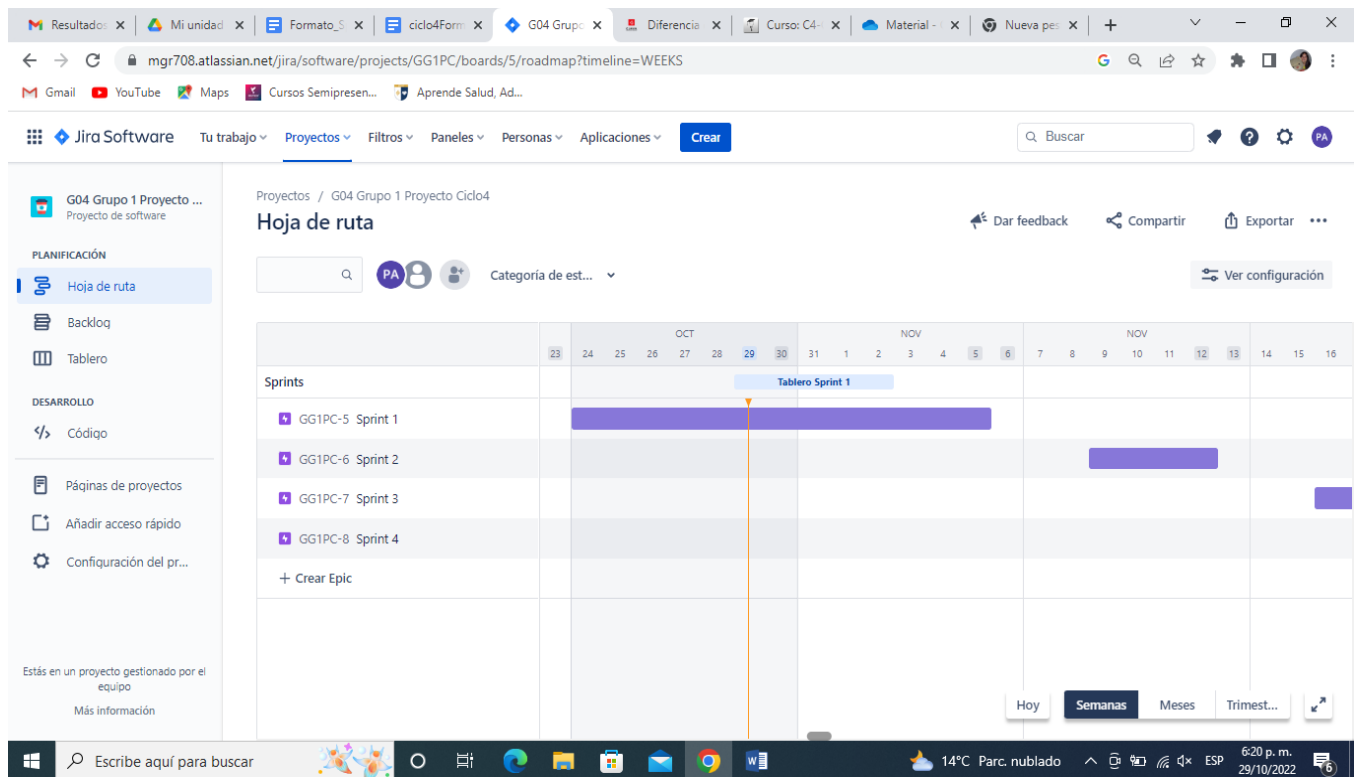 Resultados
Mi unidad
Formato_S
ciclo4Form
G04 Grupo
Diferencia
Curso: C4-
Material -
Nueva pes
mgr708.atlassian.net/jira/software/projects/GG1PC/boards/5/roadmap?timeline=WEEKS
Gmail YouTube Maps Cursos Semipresen... Aprende Salud, Ad...
Jira Software Tu trabajo Proyectos Filtros Paneles Personas Aplicaciones Crear Buscar PA
G04 Grupo 1 Proyecto ...
Proyecto de software
PLANIFICACIÓN
Hoja de ruta
Backlog
Tablero
DESARROLLO
Código
Páginas de proyectos
Añadir acceso rápido
Configuración del pr...
Estás en un proyecto gestionado por el
equipo
Más información
Proyectos / G04 Grupo 1 Proyecto Ciclo4
Hoja de ruta
Dar feedback Compartir Exportar
PA Categoría de est... Ver configuración
OCT NOV NOV
23 24 25 26 27 28 29 30 31 1 2 3 4 5 6 7 8 9 10 11 12 13 14 15 16
Sprints Tablero Sprint 1
GG1PC-5 Sprint 1
GG1PC-6 Sprint 2
GG1PC-7 Sprint 3
GG1PC-8 Sprint 4
+ Crear Epic
Hoy Semanas Meses Trimest...
Escribe aquí para buscar
14°C Parc. nublado ESP
6:20 p. m.
29/10/2022
6